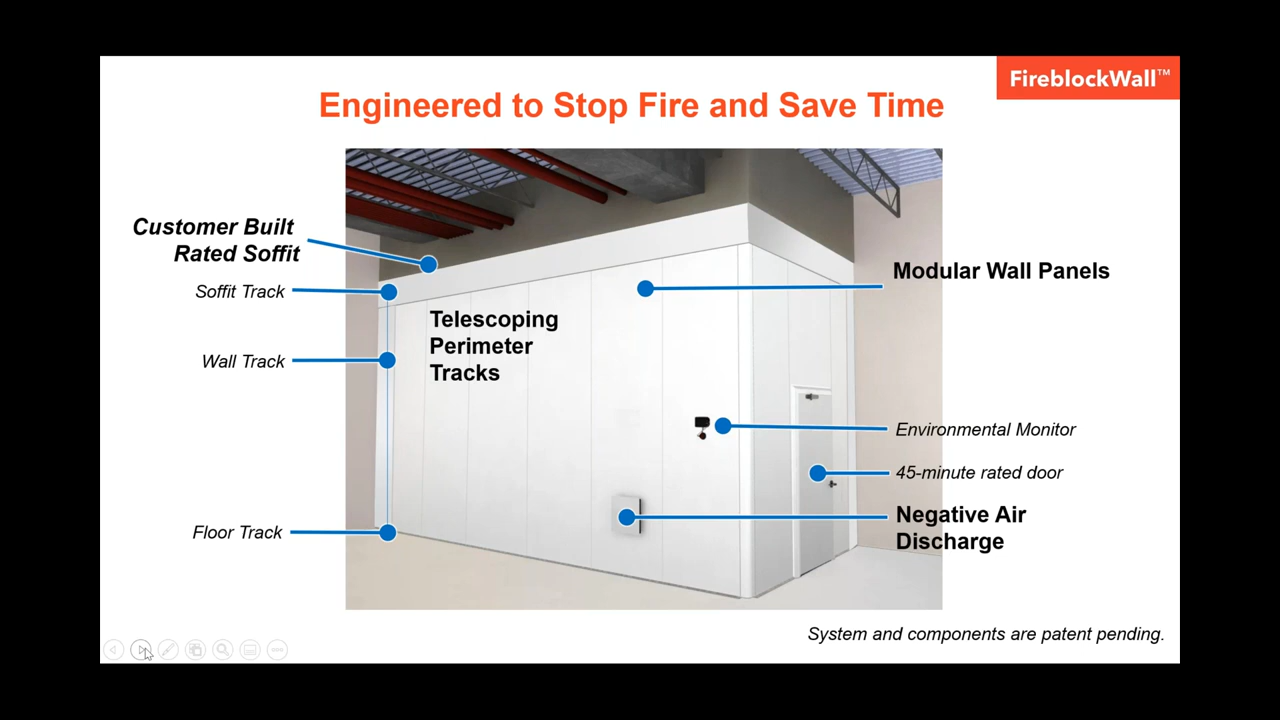 FireblockWall™
Engineered to Stop Fire and Save Time
Customer Built
Rated Soffit
Soffit Track
Wall Track
Floor Track
Telescoping
Perimeter
Tracks
Modular Wall Panels
Environmental Monitor
45-minute rated door
Negative Air
Discharge
System and components are patent pending.